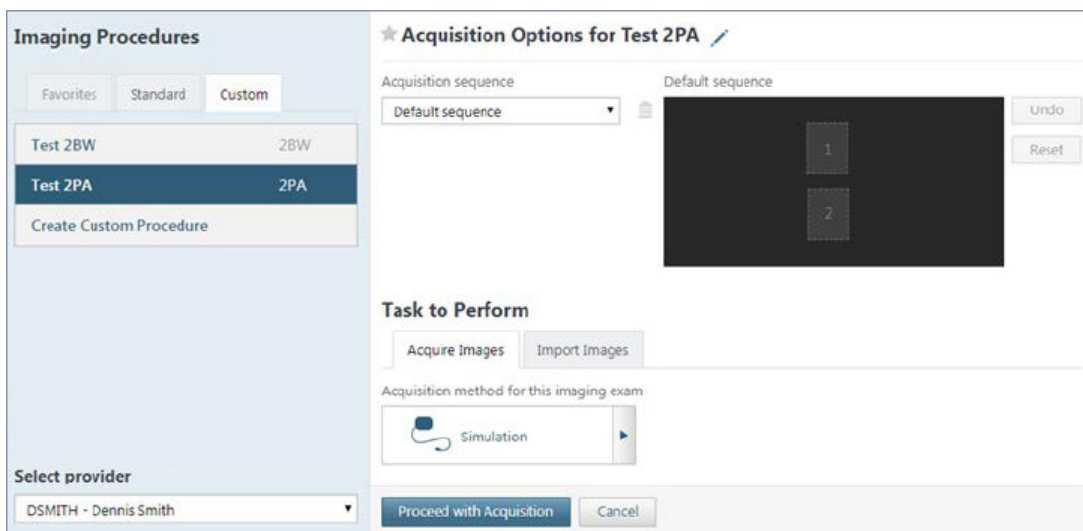 Imaging Procedures
Favorites Standard Custom
Test 2BW 2BW
Test 2PA 2PA
Create Custom Procedure
Select provider
DSMITH - Dennis Smith
Acquisition Options for Test 2PA
Acquisition sequence
Default sequence
Default sequence
1
2
Undo
Reset
Task to Perform
Acquire Images Import Images
Acquisition method for this imaging exam
Simulation
Proceed with Acquisition Cancel